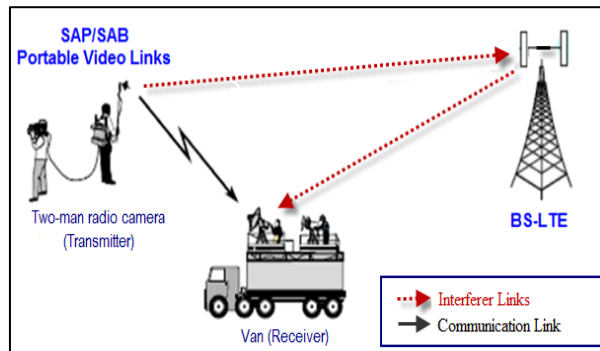 SAP/SAB
Portable Video Links
Two-man radio camera
(Transmitter)
BS-LTE
Van (Receiver)
Interferer Links
Communication Link